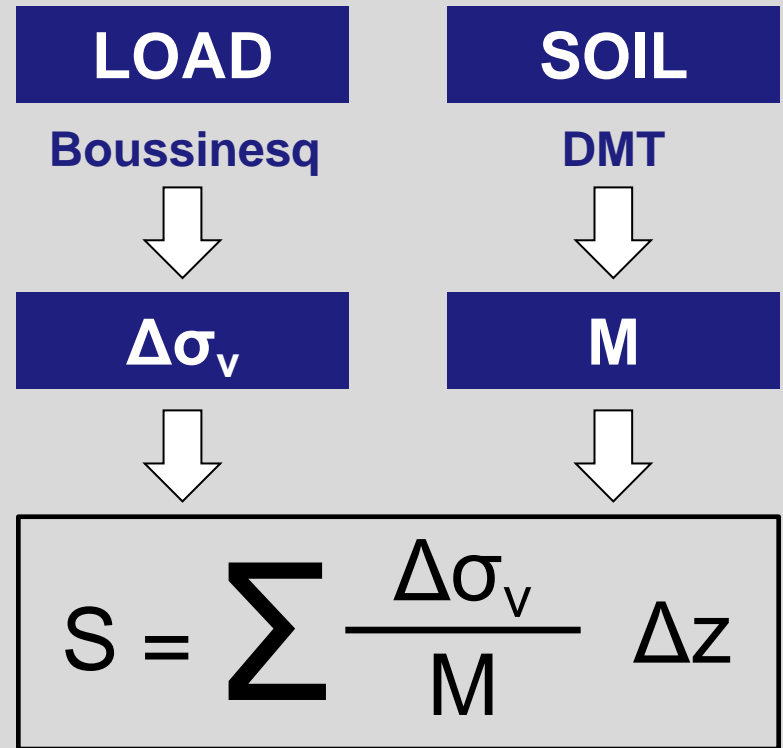 LOAD SOIL
Boussinesq DMT
Δσᵥ M
S = Σ Δσᵥ / M Δz